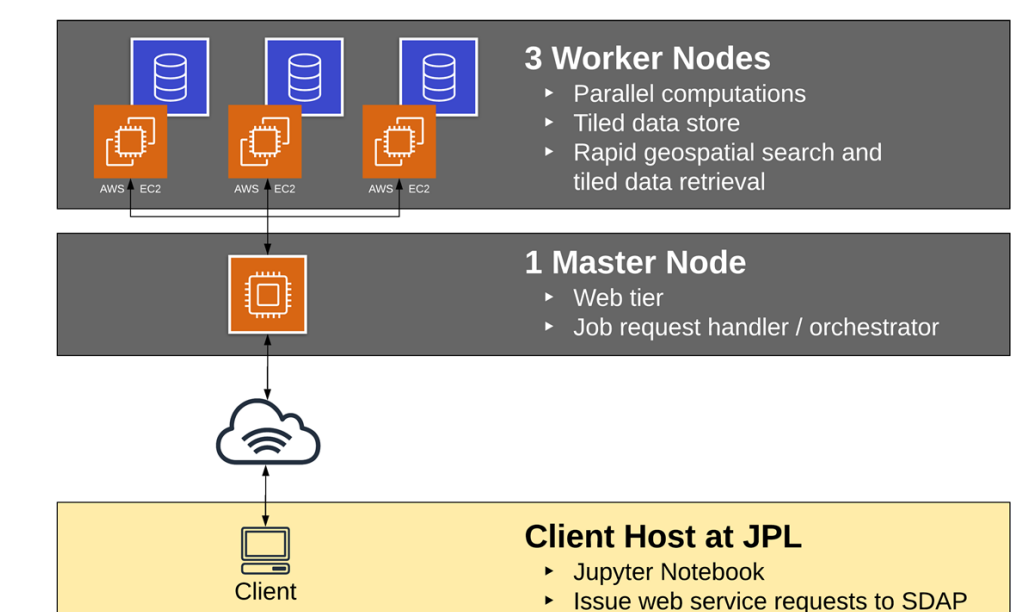 3 Worker Nodes
‣ Parallel computations
‣ Tiled data store
‣ Rapid geospatial search and
tiled data retrieval
AWS EC2
AWS EC2
AWS EC2
1 Master Node
‣ Web tier
‣ Job request handler / orchestrator
Client Host at JPL
‣ Jupyter Notebook
‣ Issue web service requests to SDAP
Client